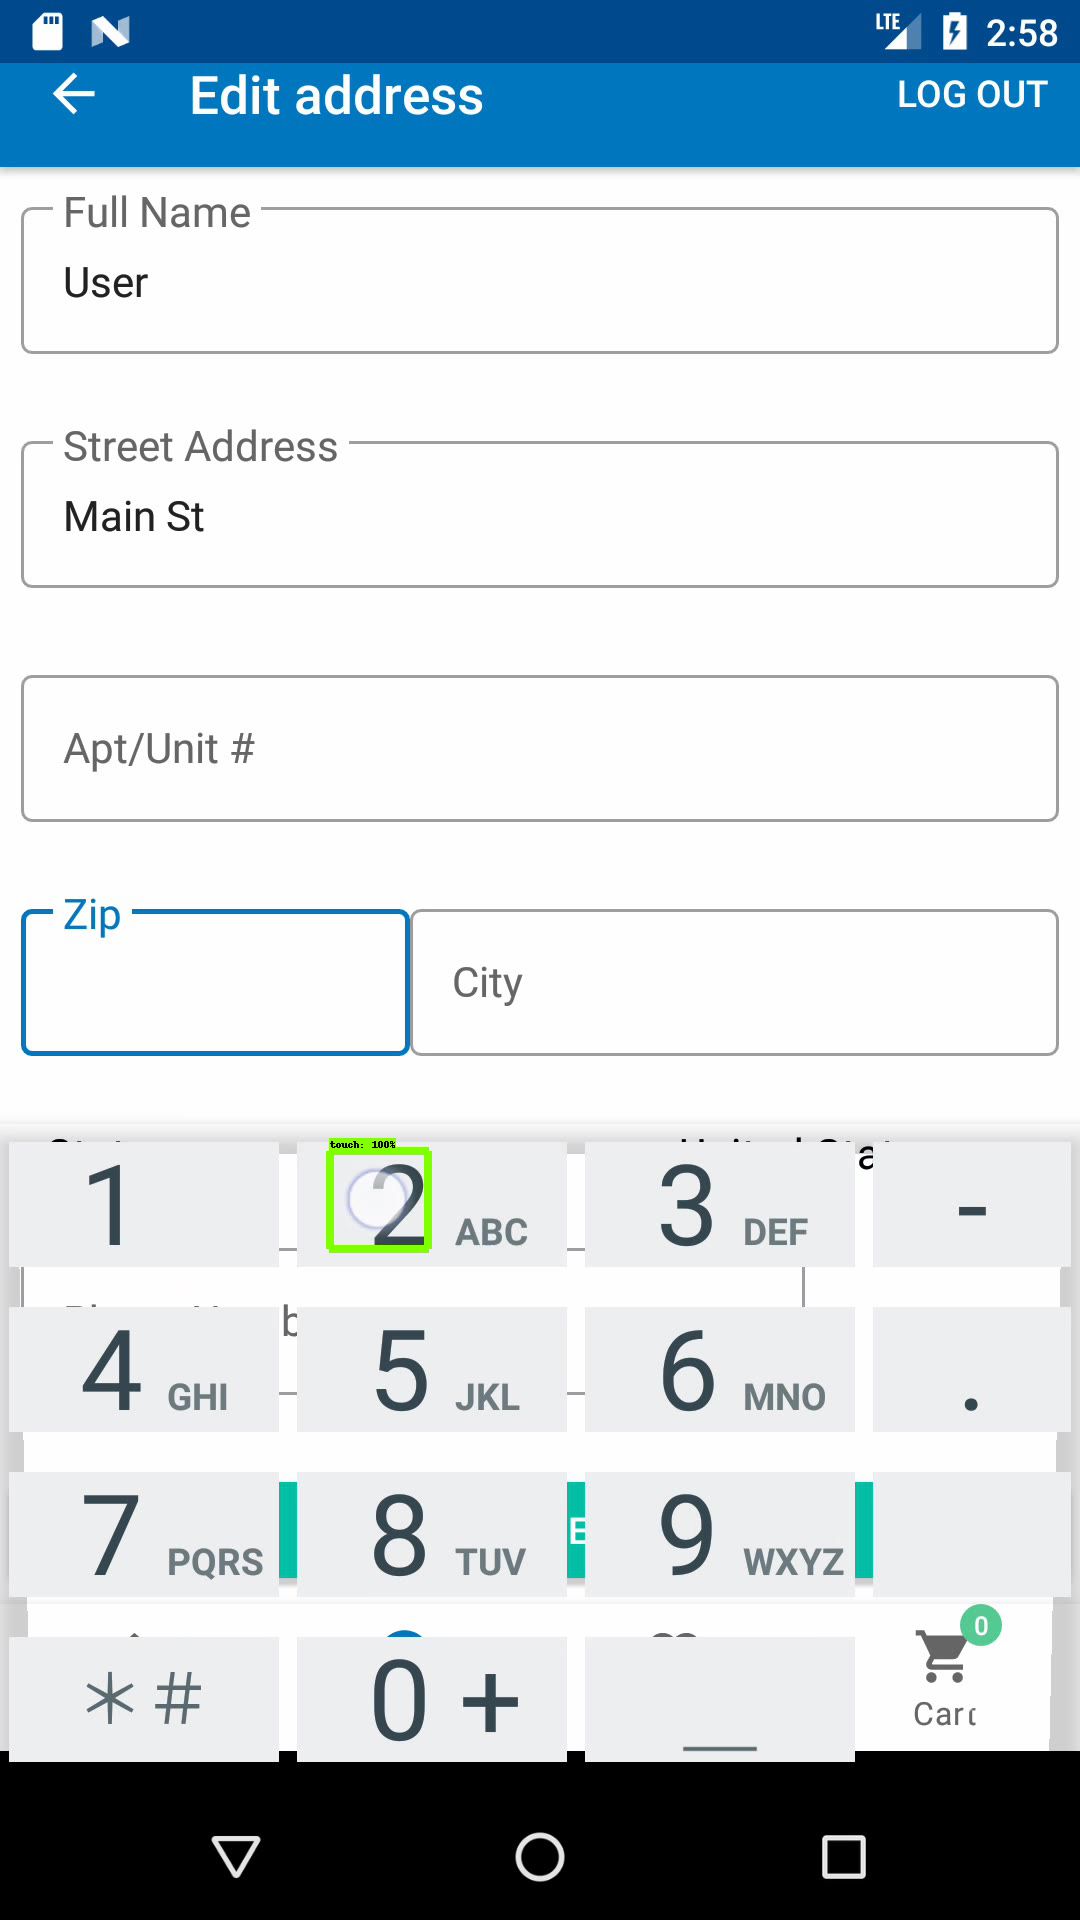 LTE 2:58
Edit address LOG OUT
Full Name
User
Street Address
Main St
Apt/Unit #
Zip
City
touch: 100%
1 2 ABC 3 DEF -
4 GHI 5 JKL 6 MNO .
7 PQRS 8 TUV 9 WXYZ
0
* # 0 + _